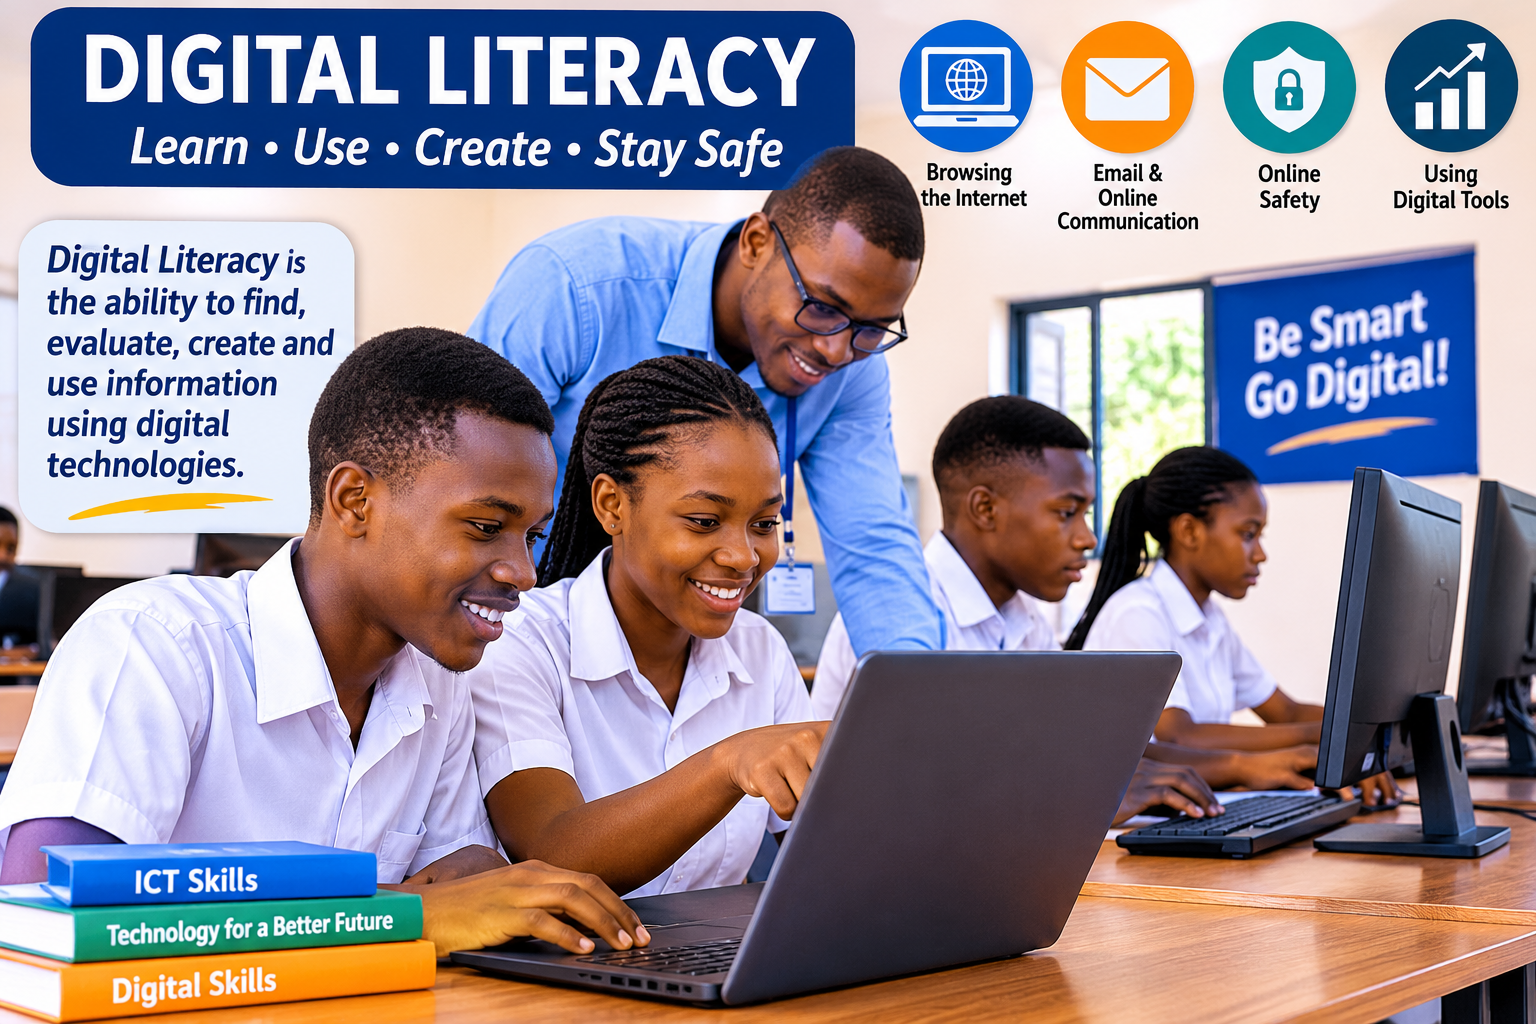 DIGITAL LITERACY
Learn • Use • Create • Stay Safe
Browsing
the Internet
Email &
Online
Communication
Online
Safety
Using
Digital Tools
Digital Literacy is
the ability to find,
evaluate, create and
use information
using digital
technologies.
Be Smart
Go Digital!
ICT Skills
Technology for a Better Future
Digital Skills